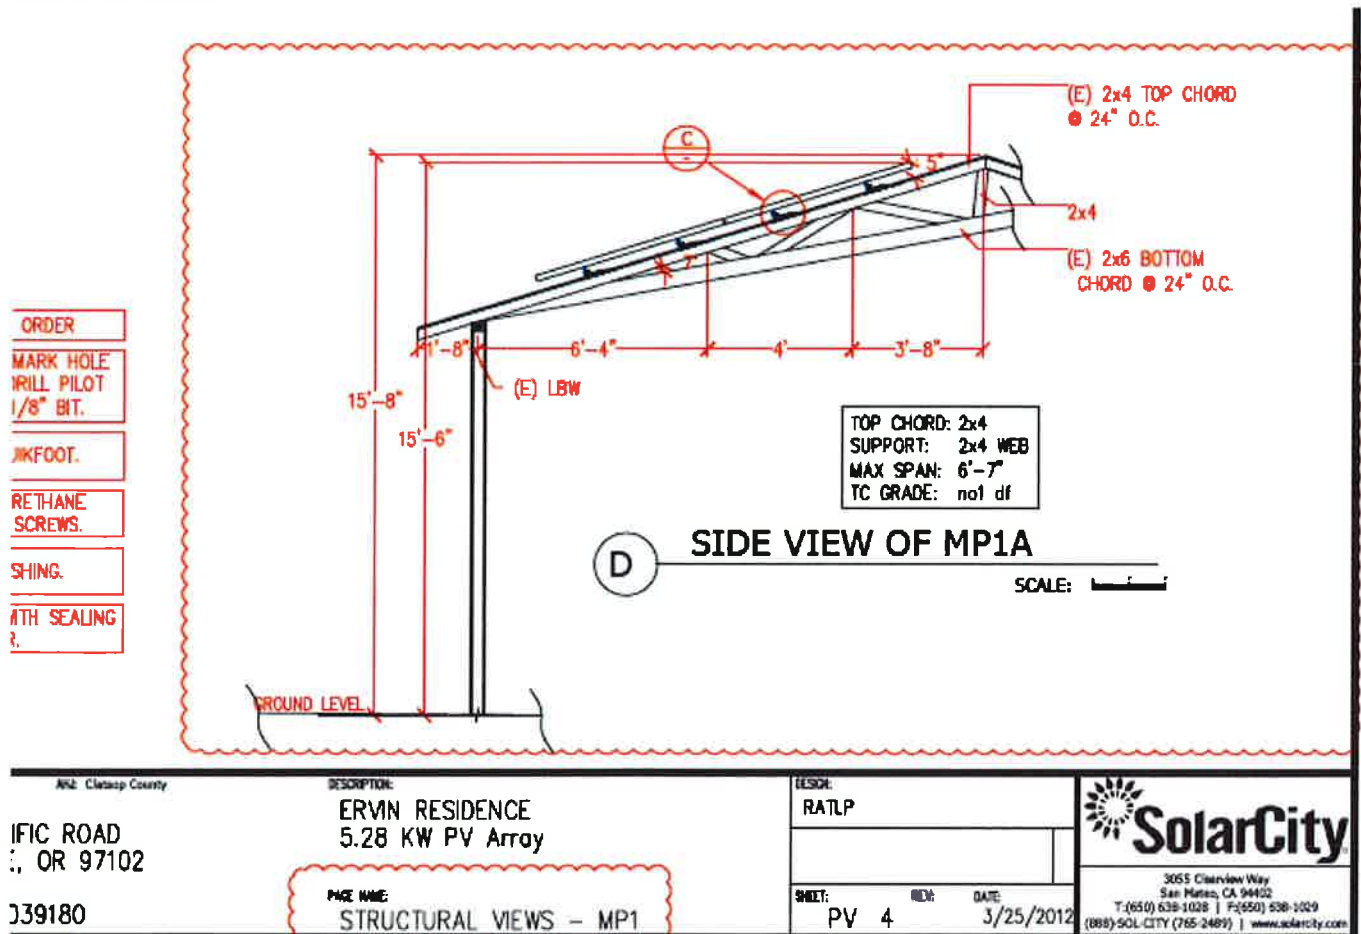 (E) 2x4 TOP CHORD
@ 24" O.C.
C
-
5"
2x4
(E) 2x6 BOTTOM
CHORD @ 24" O.C.
7"
1'-8"
6'-4"
4'
3'-8"
(E) LBW
15'-8"
15'-6"
ORDER
MARK HOLE
DRILL PILOT
1/8" BIT.
JIKFOOT.
RETHANE
SCREWS.
SHING.
WITH SEALING
R.
TOP CHORD: 2x4
SUPPORT: 2x4 WEB
MAX SPAN: 6'-7"
TC GRADE: no1 df
D
SIDE VIEW OF MP1A
SCALE:
GROUND LEVEL
AHJ: Clatsop County
IFIC ROAD
, OR 97102
039180
DESCRIPTION:
ERVIN RESIDENCE
5.28 KW PV Array
PAGE NAME:
STRUCTURAL VIEWS - MP1
DESIGN:
RATLP
SHEET:
PV 4
REV:
DATE:
3/25/2012
SolarCity
3055 Clearview Way
San Mateo, CA 94402
T:(650) 638-1028 | F:(650) 638-1029
(888)-SOL-CITY (765-2489) | www.solarcity.com